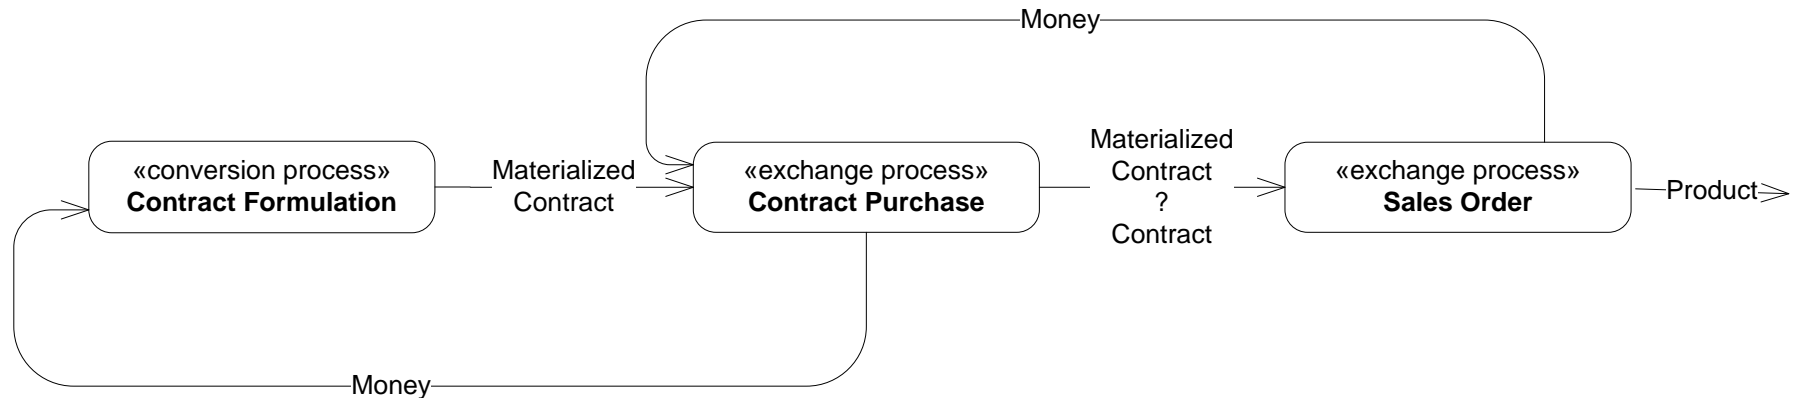 Money
«conversion process»
Contract Formulation
Materialized
Contract
«exchange process»
Contract Purchase
Materialized
Contract
?
Contract
«exchange process»
Sales Order
Product
Money